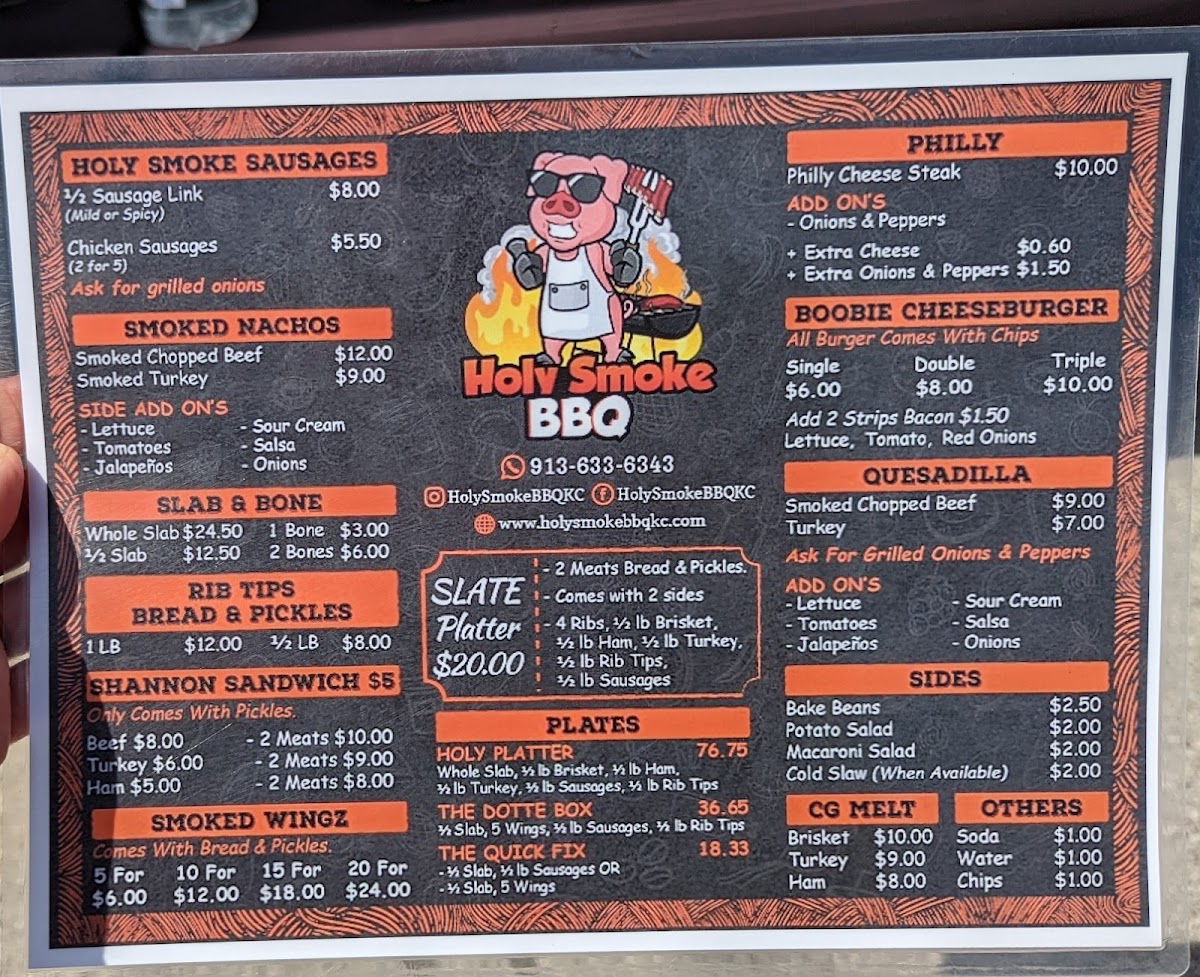 HOLY SMOKE SAUSAGES
½ Sausage Link $8.00
(Mild or Spicy)
Chicken Sausages $5.50
(2 for 5)
Ask for grilled onions
SMOKED NACHOS
Smoked Chopped Beef $12.00
Smoked Turkey $9.00
SIDE ADD ON'S
- Lettuce - Sour Cream
- Tomatoes - Salsa
- Jalapeños - Onions
SLAB & BONE
Whole Slab $24.50 1 Bone $3.00
½ Slab $12.50 2 Bones $6.00
RIB TIPS
BREAD & PICKLES
1 LB $12.00 ½ LB $8.00
SHANNON SANDWICH $5
Only Comes With Pickles.
Beef $8.00 - 2 Meats $10.00
Turkey $6.00 - 2 Meats $9.00
Ham $5.00 - 2 Meats $8.00
SMOKED WINGZ
Comes With Bread & Pickles.
5 For 10 For 15 For 20 For
$6.00 $12.00 $18.00 $24.00
Holy Smoke
BBQ
913-633-6343
HolySmokeBBQKC HolySmokeBBQKC
www.holysmokebbqkc.com
SLATE
Platter
$20.00
- 2 Meats Bread & Pickles.
- Comes with 2 sides
- 4 Ribs, ½ lb Brisket,
½ lb Ham, ½ lb Turkey,
½ lb Rib Tips,
½ lb Sausages
PLATES
HOLY PLATTER 76.75
Whole Slab, ½ lb Brisket, ½ lb Ham,
½ lb Turkey, ½ lb Sausages, ½ lb Rib Tips
THE DOTTE BOX 36.65
½ Slab, 5 Wings, ½ lb Sausages, ½ lb Rib Tips
THE QUICK FIX 18.33
- ½ Slab, ½ lb Sausages OR
- ½ Slab, 5 Wings
PHILLY
Philly Cheese Steak $10.00
ADD ON'S
- Onions & Peppers
+ Extra Cheese $0.60
+ Extra Onions & Peppers $1.50
BOOBIE CHEESEBURGER
All Burger Comes With Chips
Single Double Triple
$6.00 $8.00 $10.00
Add 2 Strips Bacon $1.50
Lettuce, Tomato, Red Onions
QUESADILLA
Smoked Chopped Beef $9.00
Turkey $7.00
Ask For Grilled Onions & Peppers
ADD ON'S
- Lettuce - Sour Cream
- Tomatoes - Salsa
- Jalapeños - Onions
SIDES
Bake Beans $2.50
Potato Salad $2.00
Macaroni Salad $2.00
Cold Slaw (When Available) $2.00
CG MELT
Brisket $10.00
Turkey $9.00
Ham $8.00
OTHERS
Soda $1.00
Water $1.00
Chips $1.00